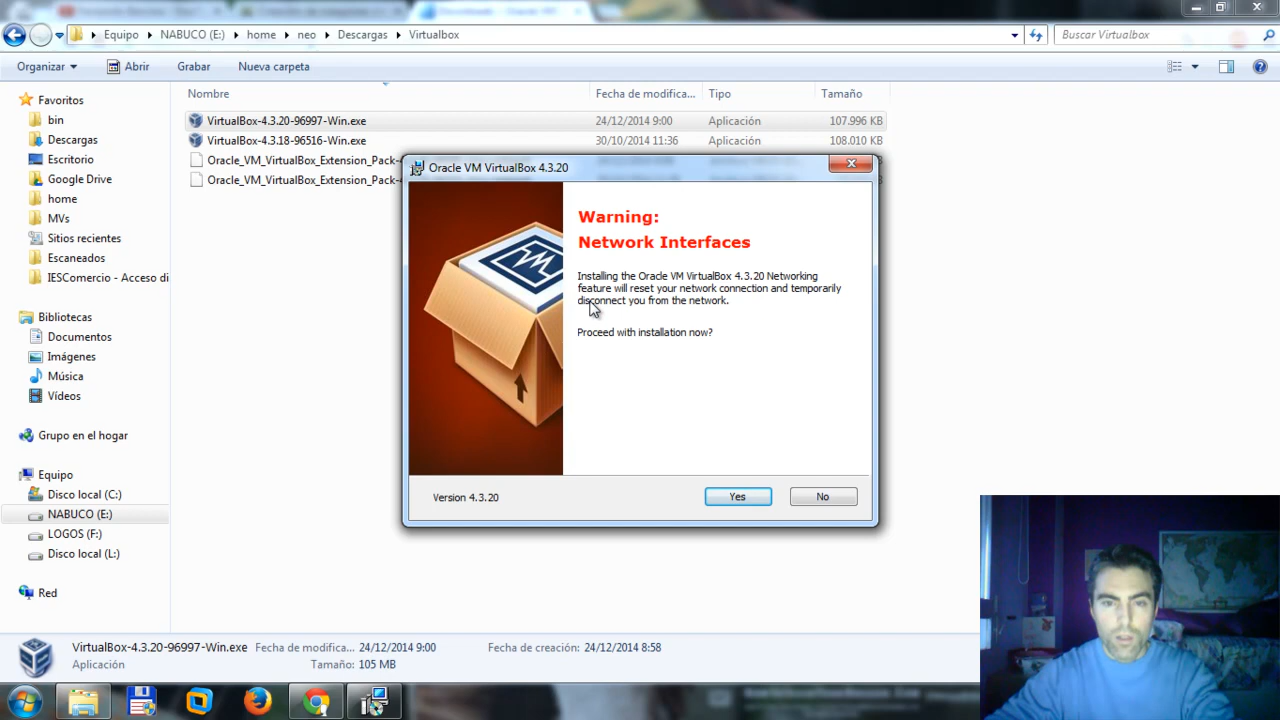 Equipo
NABUCO (E:)
home
neo
Descargas
Virtualbox
Buscar Virtualbox
Organizar
Abrir
Grabar
Nueva carpeta
Nombre
Fecha de modifica...
Tipo
Tamaño
VirtualBox-4.3.20-96997-Win.exe
24/12/2014 9:00
Aplicación
107.996 KB
VirtualBox-4.3.18-96516-Win.exe
30/10/2014 11:36
Aplicación
108.010 KB
Oracle_VM_VirtualBox_Extension_Pack-
Oracle_VM_VirtualBox_Extension_Pack-
Favoritos
bin
Descargas
Escritorio
Google Drive
home
MVs
Sitios recientes
Escaneados
IESComercio - Adjunto di
Bibliotecas
Documentos
Imágenes
Música
Vídeos
Grupo en el hogar
Equipo
Disco local (C:)
NABUCO (E:)
LOGOS (F:)
Disco local (L:)
Red
Oracle VM VirtualBox 4.3.20
Warning:
Network Interfaces
Installing the Oracle VM VirtualBox 4.3.20 Networking
feature will reset your network connection and temporarily
disconnect you from the network.
Proceed with installation now?
Version 4.3.20
Yes
No
VirtualBox-4.3.20-96997-Win.exe
Fecha de modifica... 24/12/2014 9:00
Fecha de creación: 24/12/2014 8:58
Aplicación
Tamaño: 105 MB